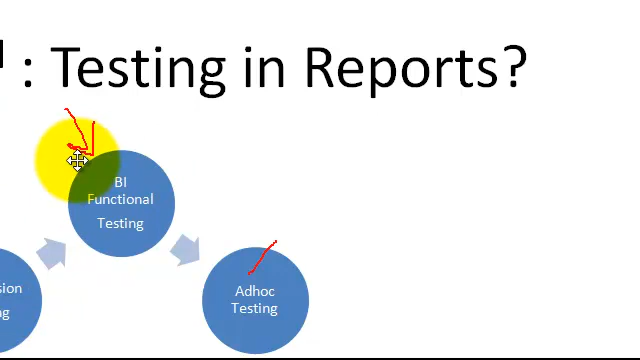 : Testing in Reports?
BI
Functional
Testing
Adhoc
Testing